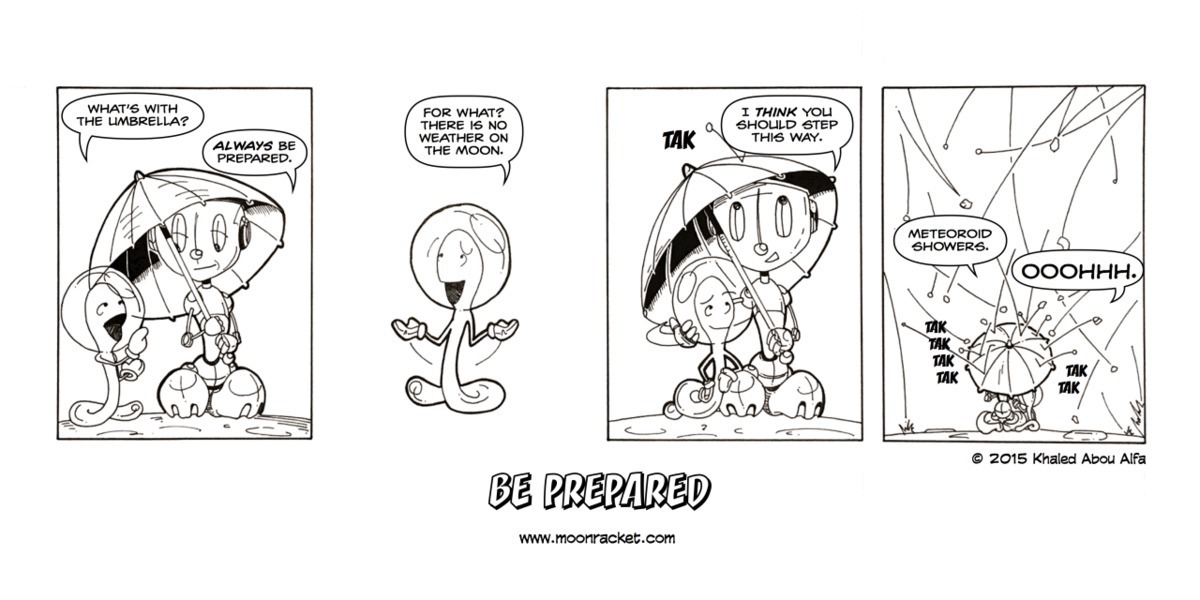 WHAT'S WITH
THE UMBRELLA?
ALWAYS BE
PREPARED.
FOR WHAT?
THERE IS NO
WEATHER ON
THE MOON.
TAK
I THINK YOU
SHOULD STEP
THIS WAY.
METEOROID
SHOWERS.
OOOHHH.
TAK
TAK
TAK
TAK
TAK
TAK
© 2015 Khaled Abou Alfa
BE PREPARED
www.moonracket.com